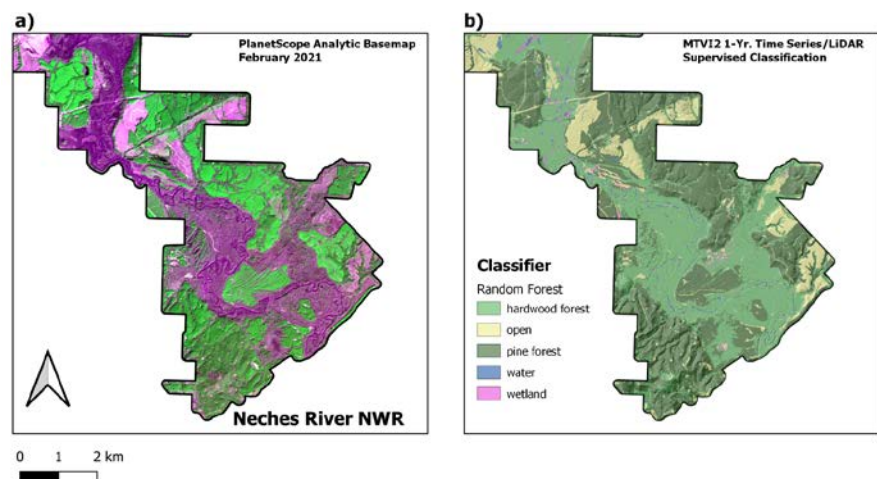 a)
PlanetScope Analytic Basemap
February 2021
Neches River NWR
0 1 2 km
b)
MTVI2 1-Yr. Time Series/LiDAR
Supervised Classification
Classifier
Random Forest
hardwood forest
open
pine forest
water
wetland